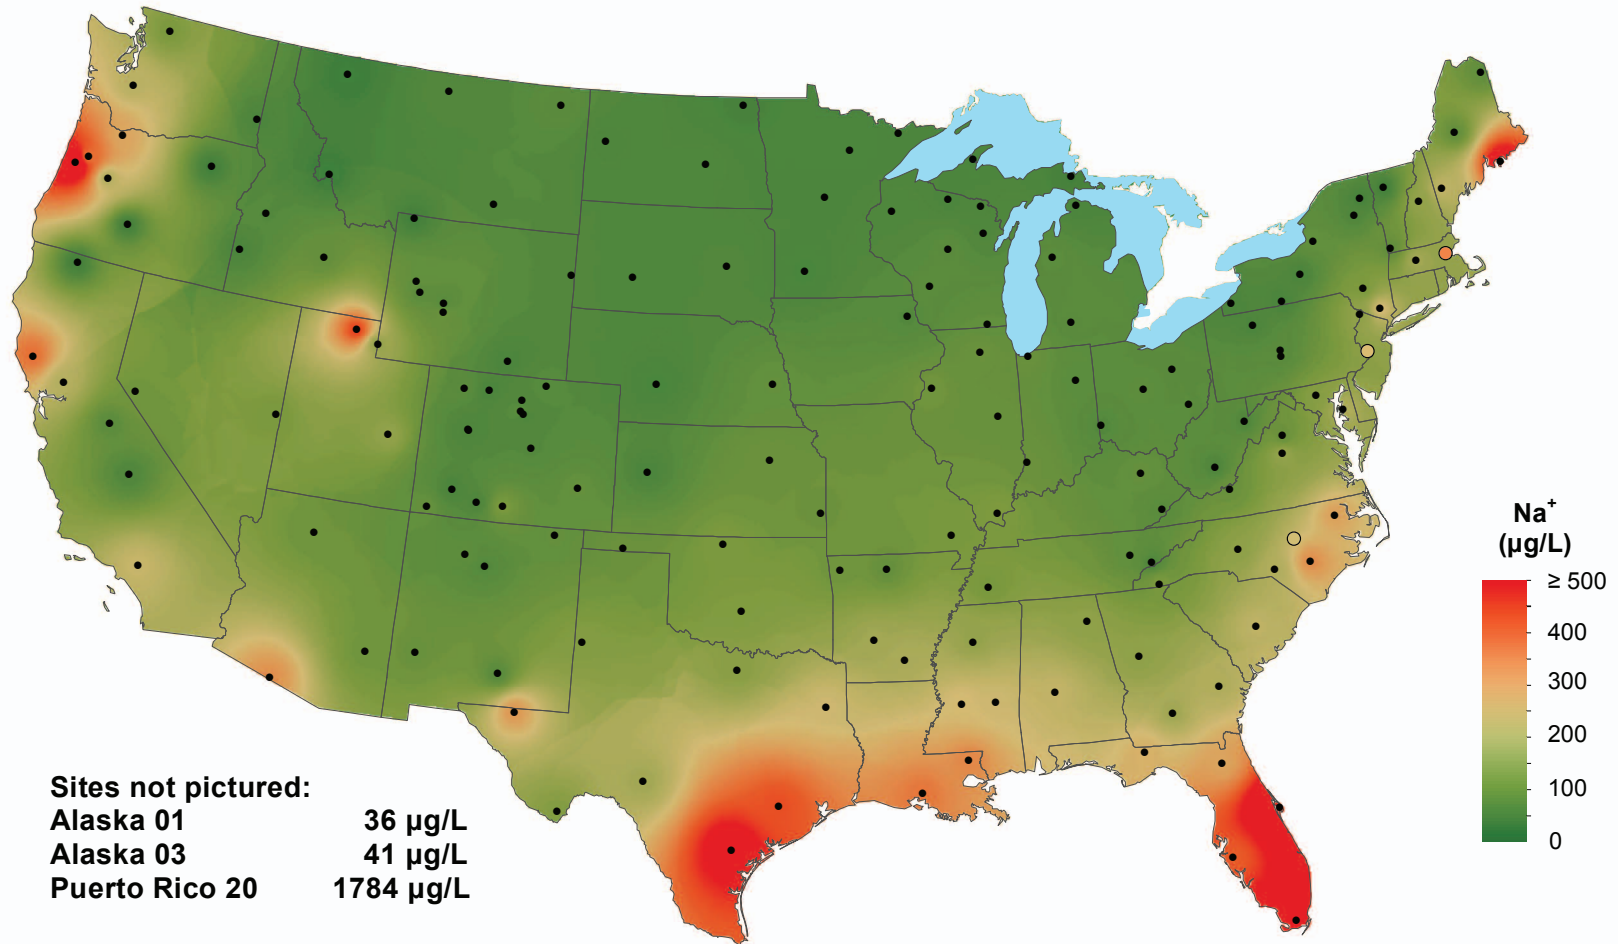 Na⁺
(µg/L)
≥ 500
400
300
200
100
0
Sites not pictured:
Alaska 01 36 µg/L
Alaska 03 41 µg/L
Puerto Rico 20 1784 µg/L